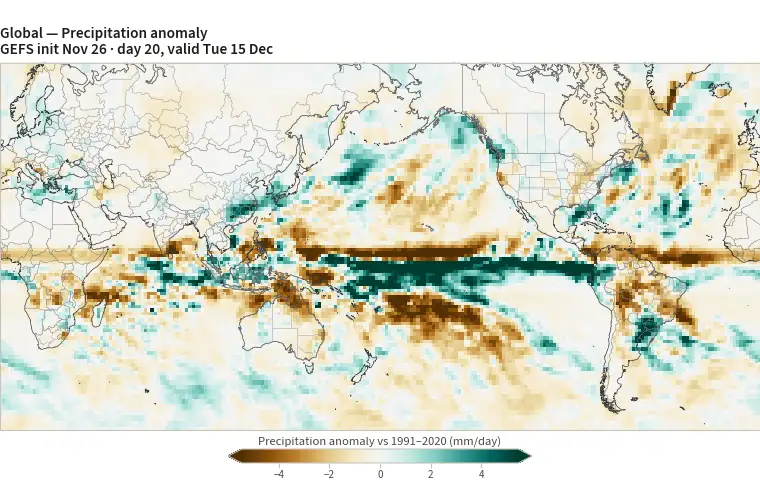 Global — Precipitation anomaly
GEFS init Nov 26 · day 20, valid Tue 15 Dec
Precipitation anomaly vs 1991–2020 (mm/day)
−4 −2 0 2 4